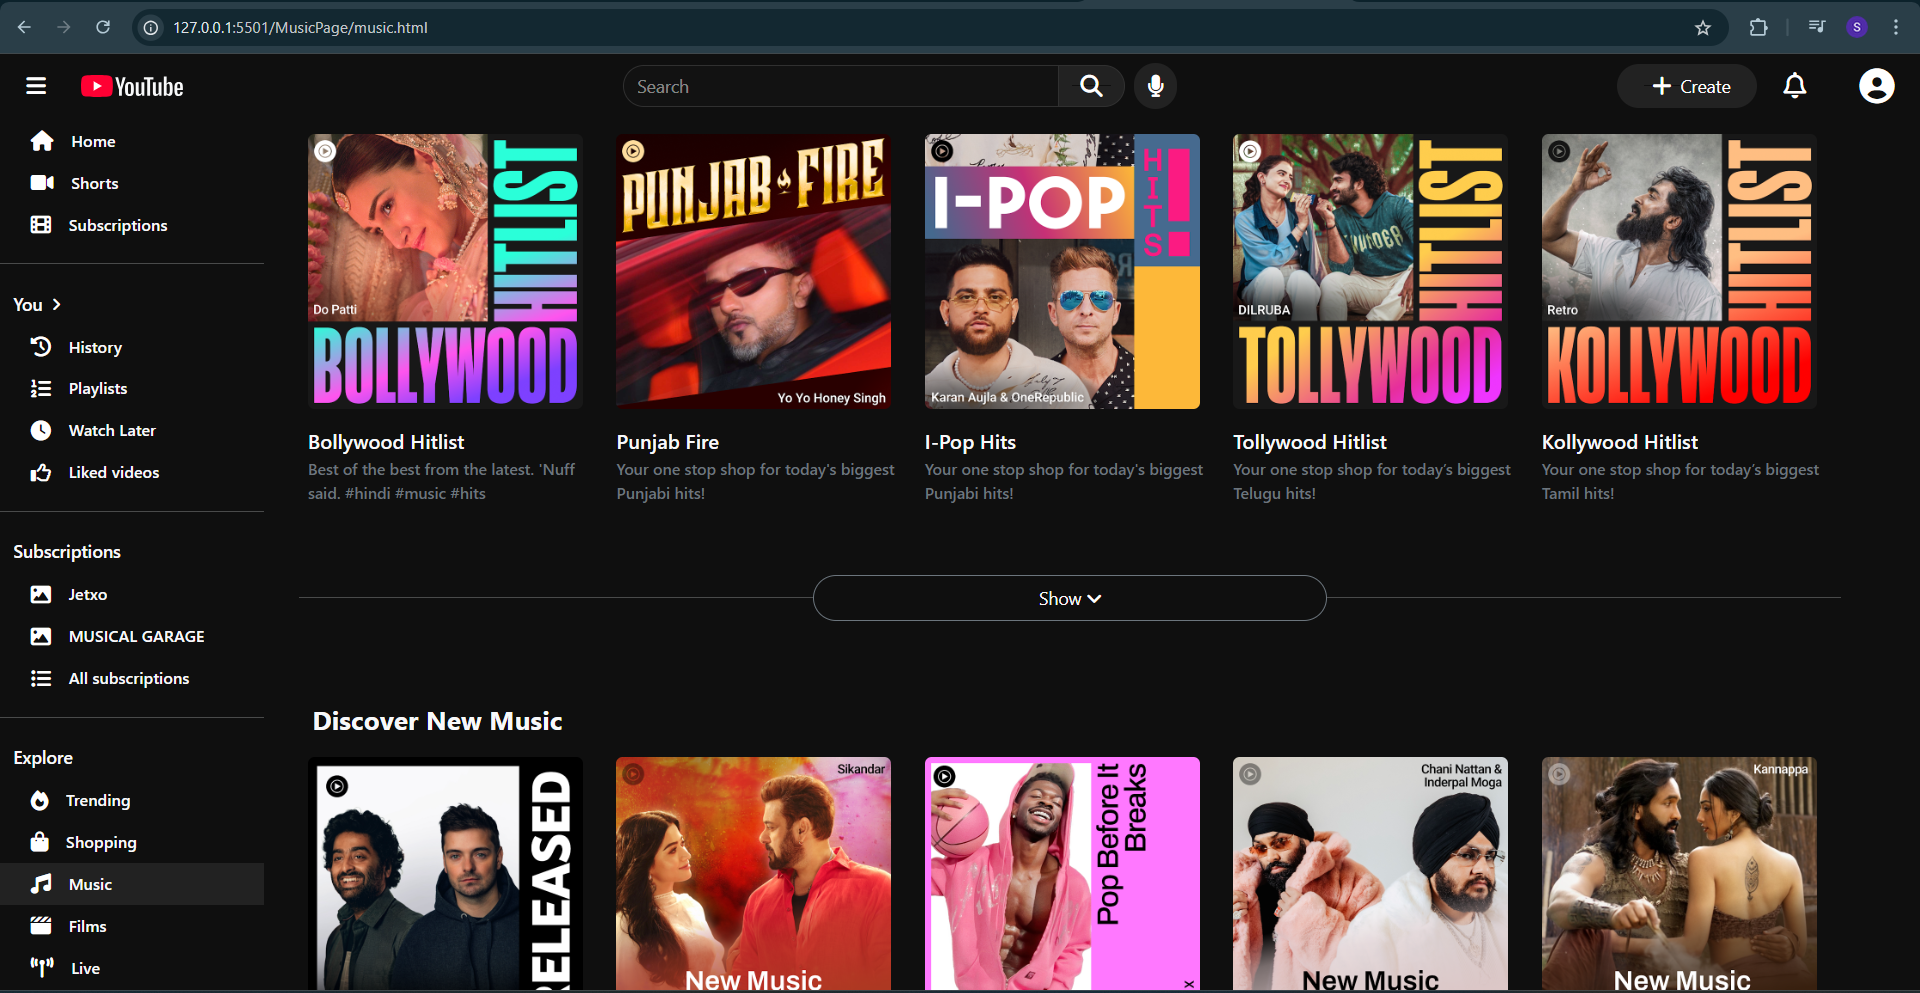 127.0.0.1:5501/MusicPage/music.html
S
YouTube
Search
Create
Home
Shorts
Subscriptions
You
History
Playlists
Watch Later
Liked videos
Subscriptions
Jetxo
MUSICAL GARAGE
All subscriptions
Explore
Trending
Shopping
Music
Films
Live
HITLIST
Do Patti
BOLLYWOOD
PUNJAB FIRE
Yo Yo Honey Singh
I-POP
HITS
Karan Aujla & OneRepublic
HITLIST
DILRUBA
TOLLYWOOD
HITLIST
Retro
KOLLYWOOD
Bollywood Hitlist
Best of the best from the latest. 'Nuff
said. #hindi #music #hits
Punjab Fire
Your one stop shop for today's biggest
Punjabi hits!
I-Pop Hits
Your one stop shop for today's biggest
Punjabi hits!
Tollywood Hitlist
Your one stop shop for today’s biggest
Telugu hits!
Kollywood Hitlist
Your one stop shop for today’s biggest
Tamil hits!
Show
Discover New Music
RELEASED
Sikandar
New Music
Pop Before It
Breaks
x
Chani Nattan &
Inderpal Moga
New Music
Kannappa
New Music